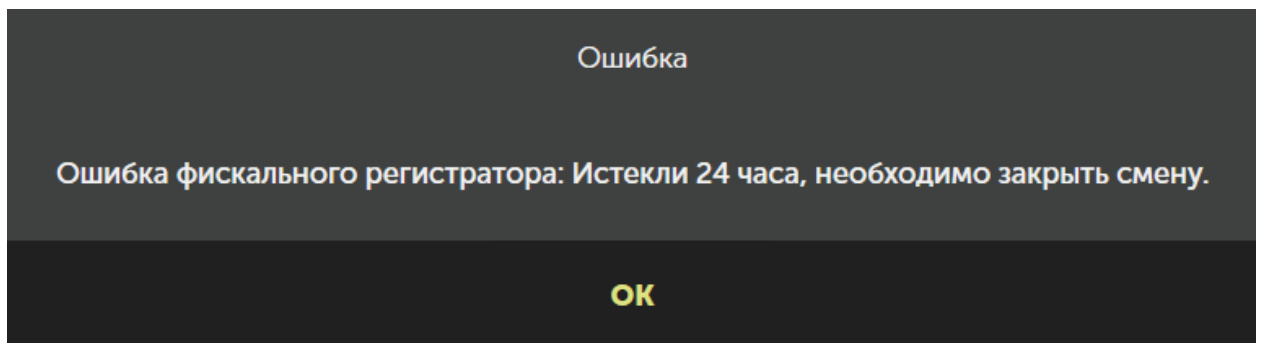 Ошибка
Ошибка фискального регистратора: Истекли 24 часа, необходимо закрыть смену.
ОК